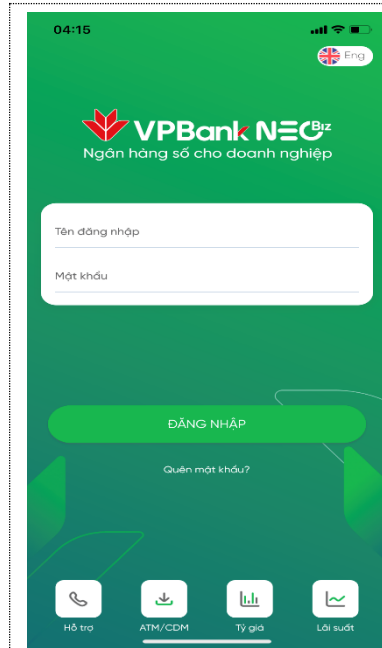 04:15
Eng
VPBank NEO Biz
Ngân hàng số cho doanh nghiệp
Tên đăng nhập
Mật khẩu
ĐĂNG NHẬP
Quên mật khẩu?
Hỗ trợ ATM/CDM Tỷ giá Lãi suất